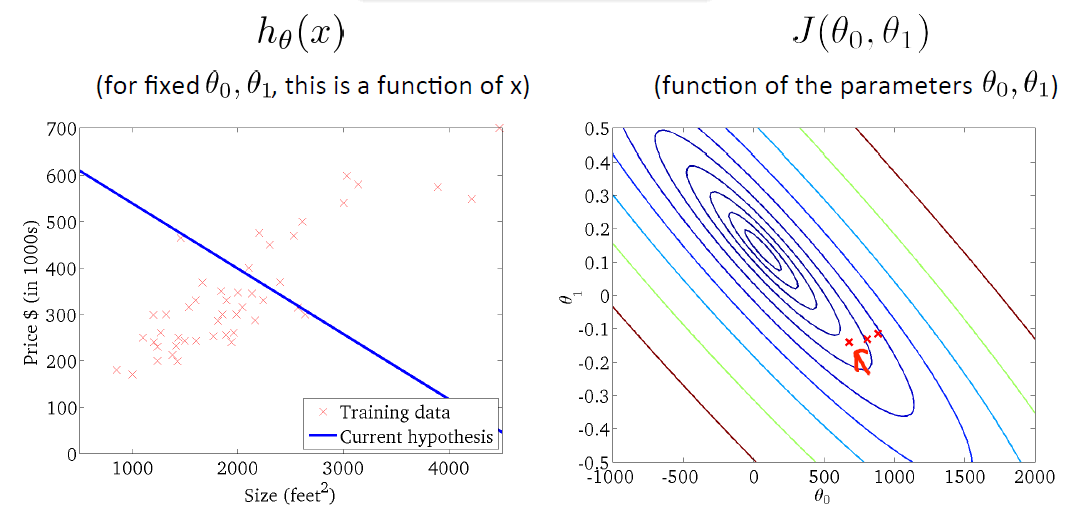 hθ(x)
(for fixed θ0, θ1, this is a function of x)
700
600
500
400
300
200
100
0
Price $ (in 1000s)
1000 2000 3000 4000
Size (feet2)
Training data
Current hypothesis
J(θ0, θ1)
(function of the parameters θ0, θ1)
0.5
0.4
0.3
0.2
0.1
0
-0.1
-0.2
-0.3
-0.4
-0.5
θ1
-1000 -500 0 500 1000 1500 2000
θ0